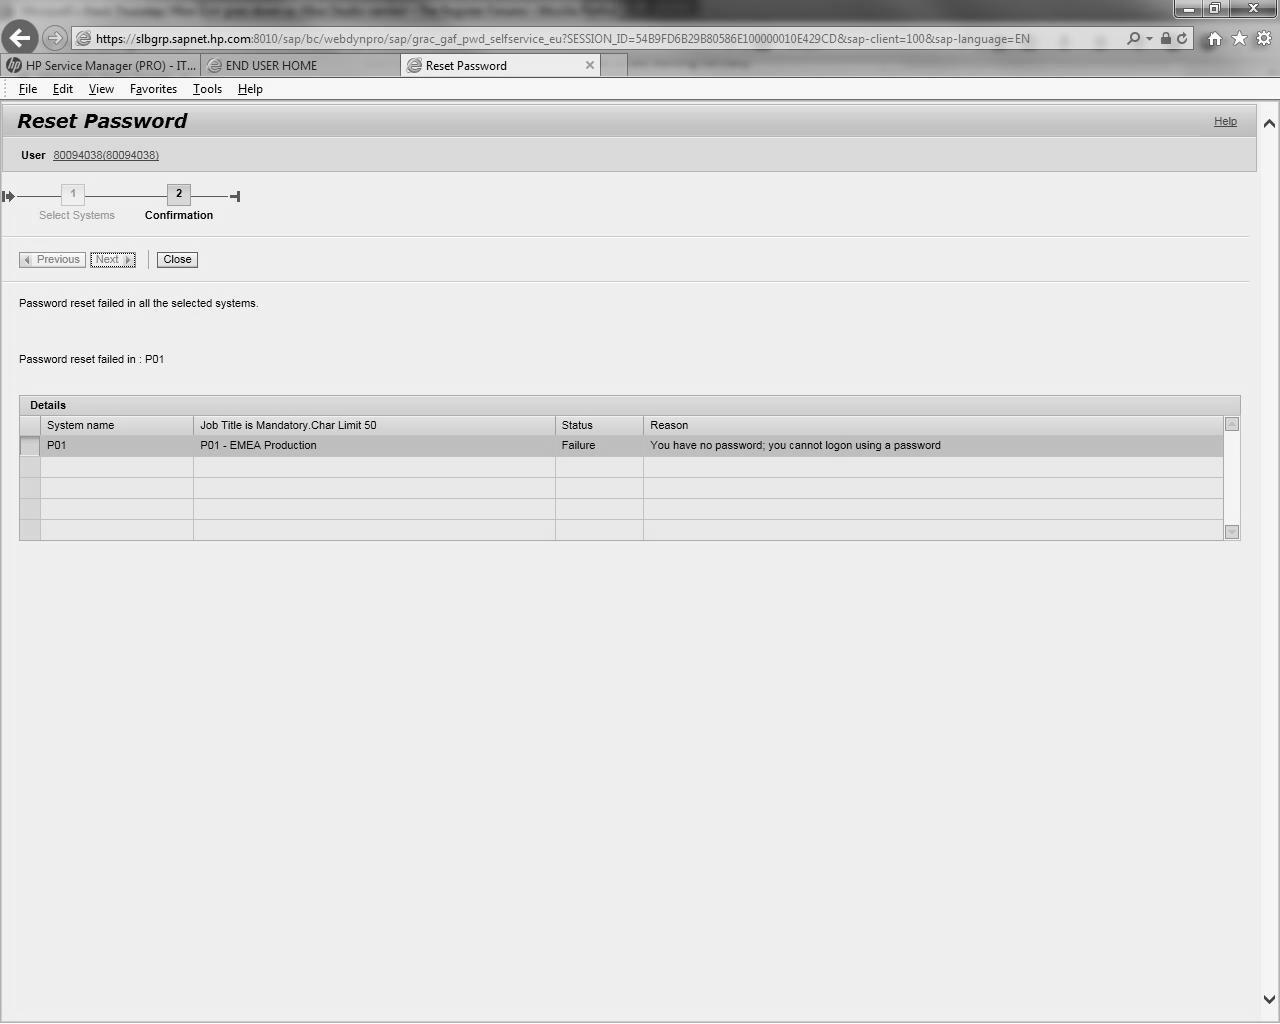 https://slbgrp.sapnet.hp.com:8010/sap/bc/webdynpro/sap/grac_gaf_pwd_selfservice_eu?SESSION_ID=54B9FD6B29B80586E100000010E429CD&sap-client=100&sap-language=EN
HP Service Manager (PRO) - IT... END USER HOME Reset Password
File Edit View Favorites Tools Help
Reset Password Help
User 80094038(80094038)
1 2
Select Systems Confirmation
Previous Next Close
Password reset failed in all the selected systems.
Password reset failed in : P01
Details
System name Job Title is Mandatory.Char Limit 50 Status Reason
P01 P01 - EMEA Production Failure You have no password; you cannot logon using a password